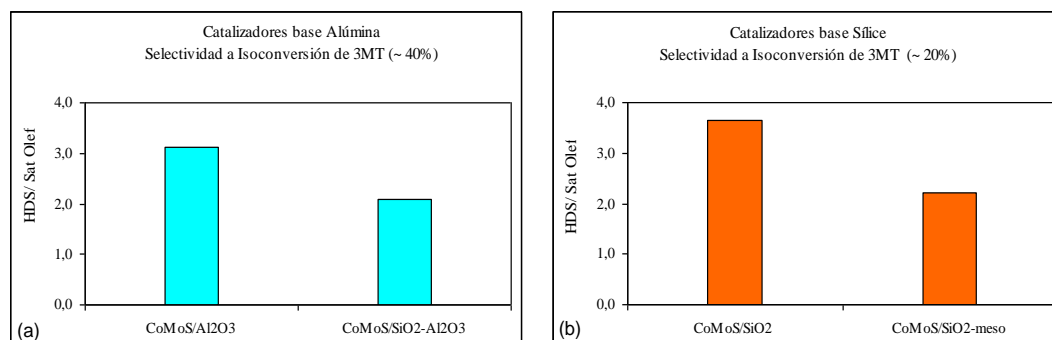 Catalizadores base Alúmina
Selectividad a Isoconversión de 3MT (~ 40%)
HDS/ Sat Olef
4,0
3,0
2,0
1,0
0,0
CoMoS/Al2O3
CoMoS/SiO2-Al2O3
(a)
Catalizadores base Sílice
Selectividad a Isoconversión de 3MT (~ 20%)
HDS/ Sat Olef
4,0
3,0
2,0
1,0
0,0
CoMoS/SiO2
CoMoS/SiO2-meso
(b)